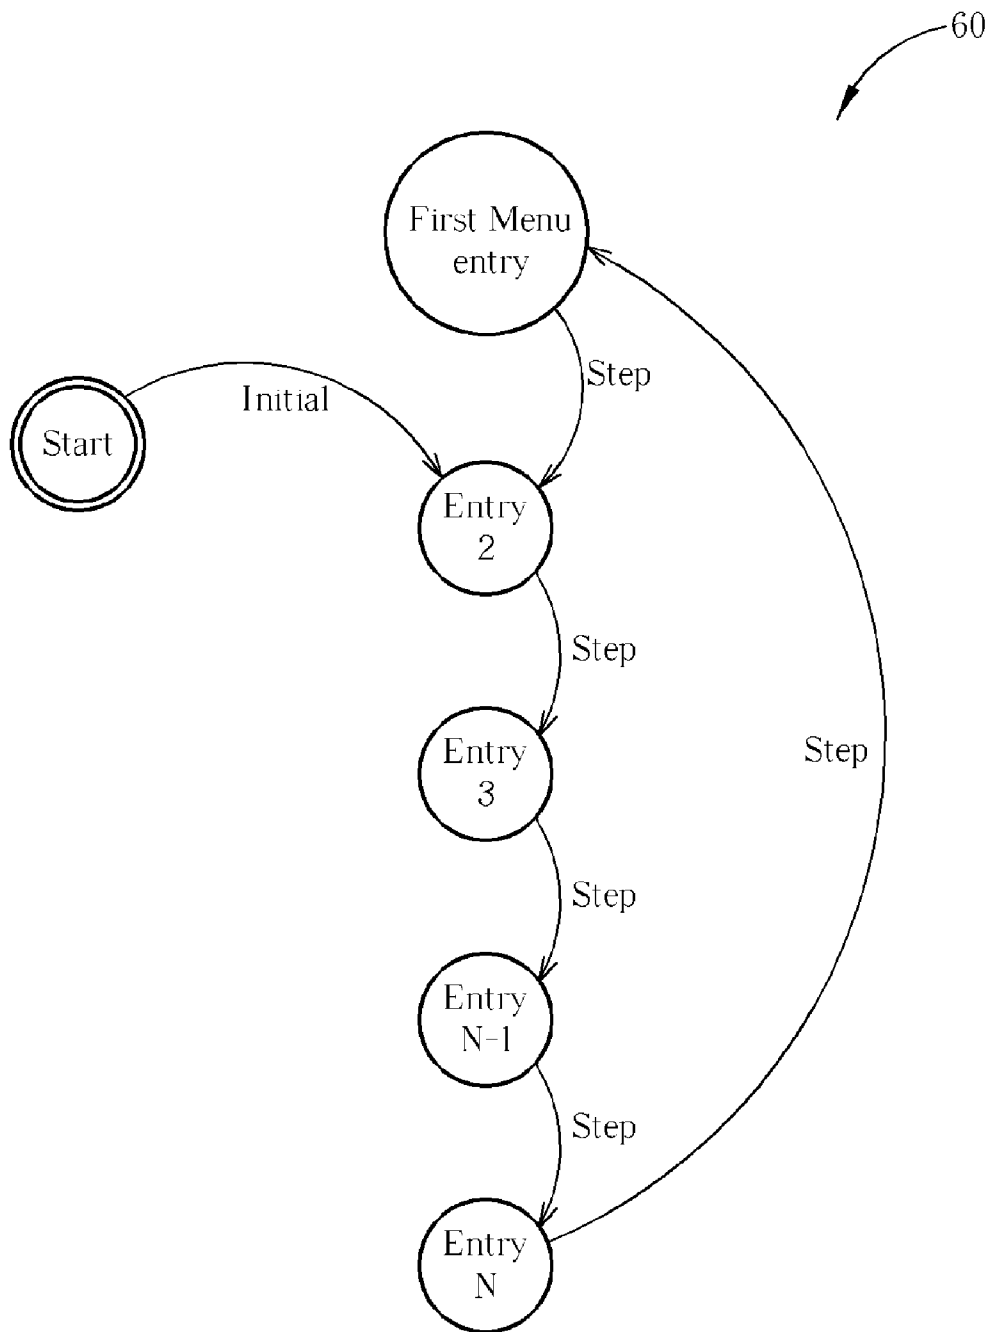 60
First Menu
entry
Step
Initial
Start
Entry
2
Step
Entry
3
Step
Step
Entry
N-1
Step
Entry
N